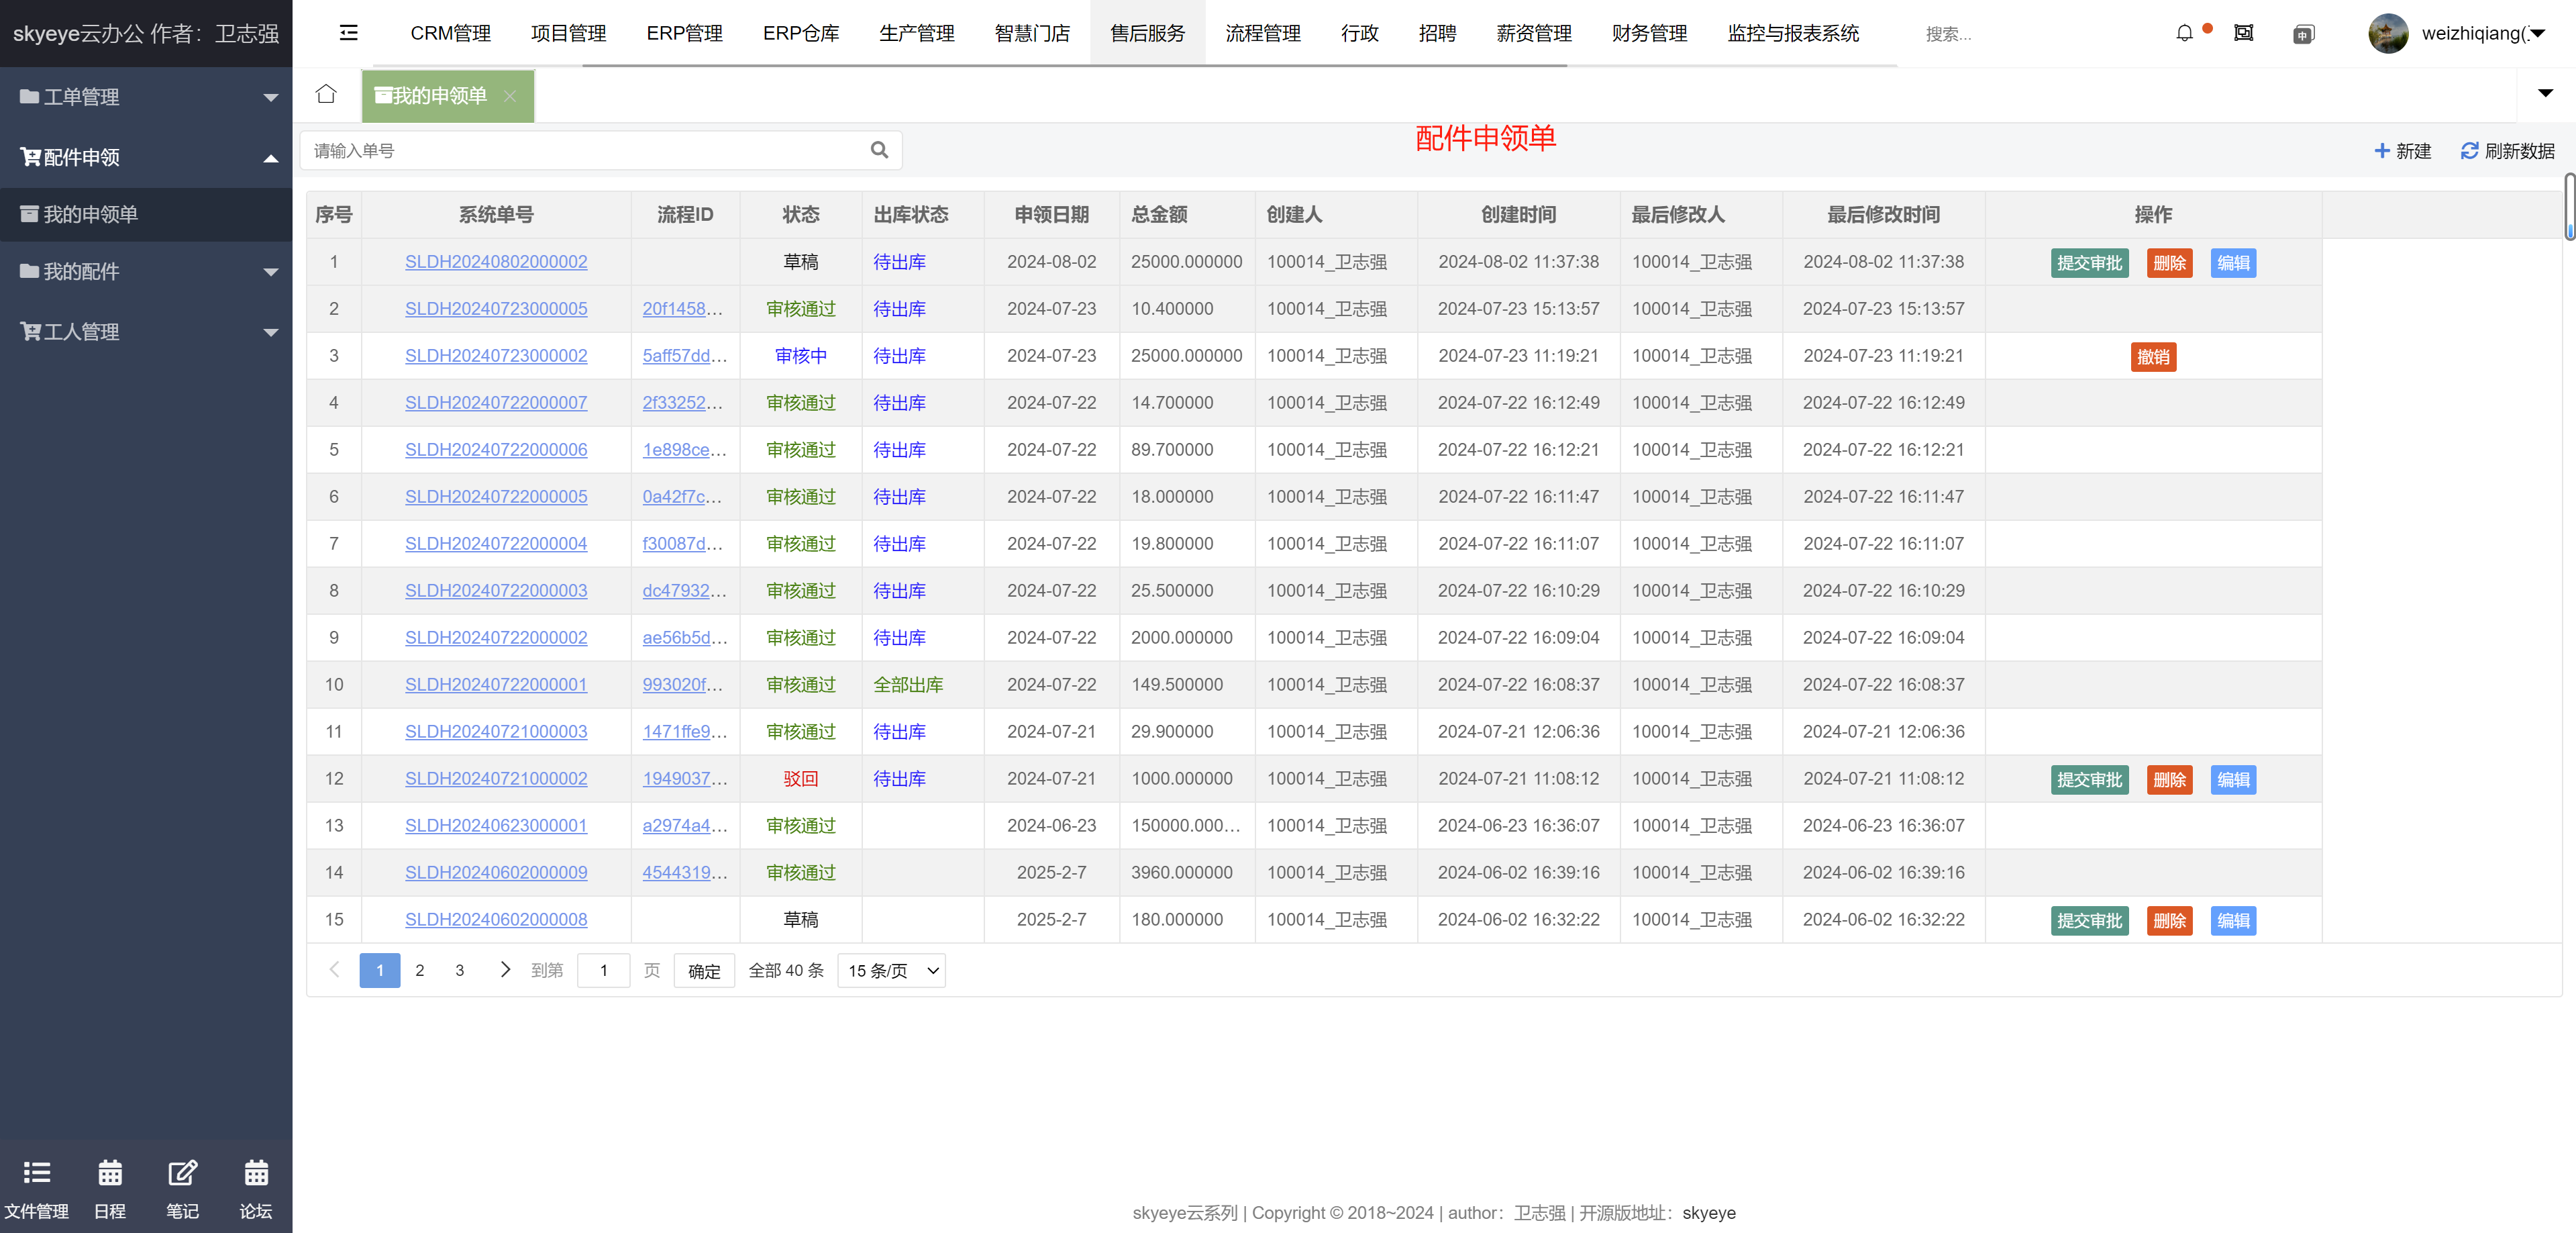 skyeye云办公 作者：卫志强
CRM管理 项目管理 ERP管理 ERP仓库 生产管理 智慧门店 售后服务 流程管理 行政 招聘 薪资管理 财务管理 监控与报表系统 搜索... 中 weizhiqiang(
工单管理
配件申领
我的申领单
我的配件
工人管理
我的申领单
请输入单号
配件申领单
新建 刷新数据
序号 系统单号 流程ID 状态 出库状态 申领日期 总金额 创建人 创建时间 最后修改人 最后修改时间 操作
1 SLDH20240802000002 草稿 待出库 2024-08-02 25000.000000 100014_卫志强 2024-08-02 11:37:38 100014_卫志强 2024-08-02 11:37:38 提交审批 删除 编辑
2 SLDH20240723000005 20f1458... 审核通过 待出库 2024-07-23 10.400000 100014_卫志强 2024-07-23 15:13:57 100014_卫志强 2024-07-23 15:13:57
3 SLDH20240723000002 5aff57dd... 审核中 待出库 2024-07-23 25000.000000 100014_卫志强 2024-07-23 11:19:21 100014_卫志强 2024-07-23 11:19:21 撤销
4 SLDH20240722000007 2f33252... 审核通过 待出库 2024-07-22 14.700000 100014_卫志强 2024-07-22 16:12:49 100014_卫志强 2024-07-22 16:12:49
5 SLDH20240722000006 1e898ce... 审核通过 待出库 2024-07-22 89.700000 100014_卫志强 2024-07-22 16:12:21 100014_卫志强 2024-07-22 16:12:21
6 SLDH20240722000005 0a42f7c... 审核通过 待出库 2024-07-22 18.000000 100014_卫志强 2024-07-22 16:11:47 100014_卫志强 2024-07-22 16:11:47
7 SLDH20240722000004 f30087d... 审核通过 待出库 2024-07-22 19.800000 100014_卫志强 2024-07-22 16:11:07 100014_卫志强 2024-07-22 16:11:07
8 SLDH20240722000003 dc47932... 审核通过 待出库 2024-07-22 25.500000 100014_卫志强 2024-07-22 16:10:29 100014_卫志强 2024-07-22 16:10:29
9 SLDH20240722000002 ae56b5d... 审核通过 待出库 2024-07-22 2000.000000 100014_卫志强 2024-07-22 16:09:04 100014_卫志强 2024-07-22 16:09:04
10 SLDH20240722000001 993020f... 审核通过 全部出库 2024-07-22 149.500000 100014_卫志强 2024-07-22 16:08:37 100014_卫志强 2024-07-22 16:08:37
11 SLDH20240721000003 1471ffe9... 审核通过 待出库 2024-07-21 29.900000 100014_卫志强 2024-07-21 12:06:36 100014_卫志强 2024-07-21 12:06:36
12 SLDH20240721000002 1949037... 驳回 待出库 2024-07-21 1000.000000 100014_卫志强 2024-07-21 11:08:12 100014_卫志强 2024-07-21 11:08:12 提交审批 删除 编辑
13 SLDH20240623000001 a2974a4... 审核通过 2024-06-23 150000.000... 100014_卫志强 2024-06-23 16:36:07 100014_卫志强 2024-06-23 16:36:07
14 SLDH20240602000009 4544319... 审核通过 2025-2-7 3960.000000 100014_卫志强 2024-06-02 16:39:16 100014_卫志强 2024-06-02 16:39:16
15 SLDH20240602000008 草稿 2025-2-7 180.000000 100014_卫志强 2024-06-02 16:32:22 100014_卫志强 2024-06-02 16:32:22 提交审批 删除 编辑
1 2 3 到第 1 页 确定 全部 40 条 15 条/页
文件管理 日程 笔记 论坛
skyeye云系列 | Copyright © 2018~2024 | author：卫志强 | 开源版地址：skyeye